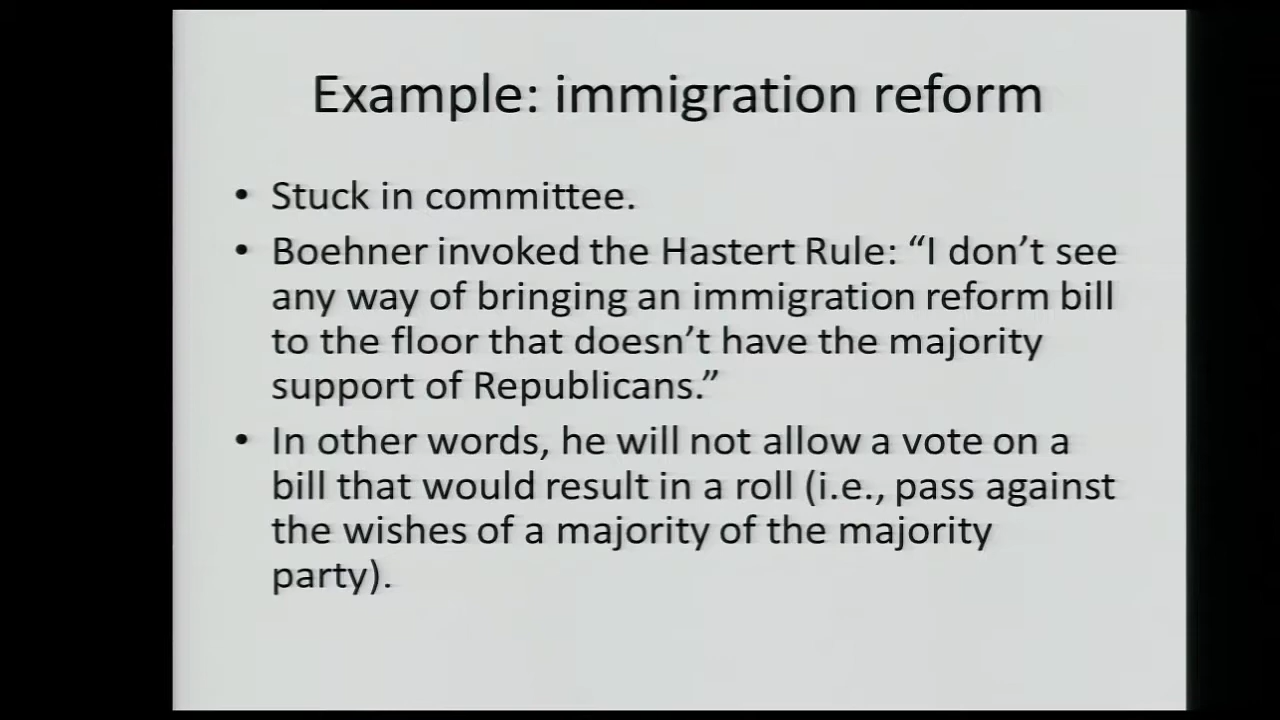 Example: immigration reform
• Stuck in committee.
• Boehner invoked the Hastert Rule: “I don’t see
any way of bringing an immigration reform bill
to the floor that doesn’t have the majority
support of Republicans.”
• In other words, he will not allow a vote on a
bill that would result in a roll (i.e., pass against
the wishes of a majority of the majority
party).